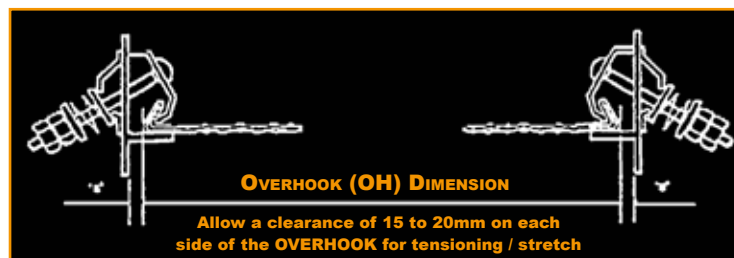 OVERHOOK (OH) DIMENSION
Allow a clearance of 15 to 20mm on each
side of the OVERHOOK for tensioning / stretch